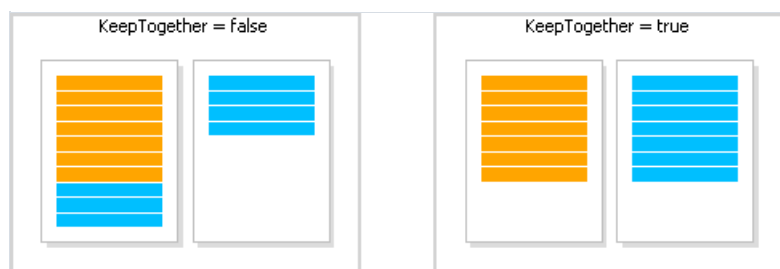 KeepTogether = false
KeepTogether = true